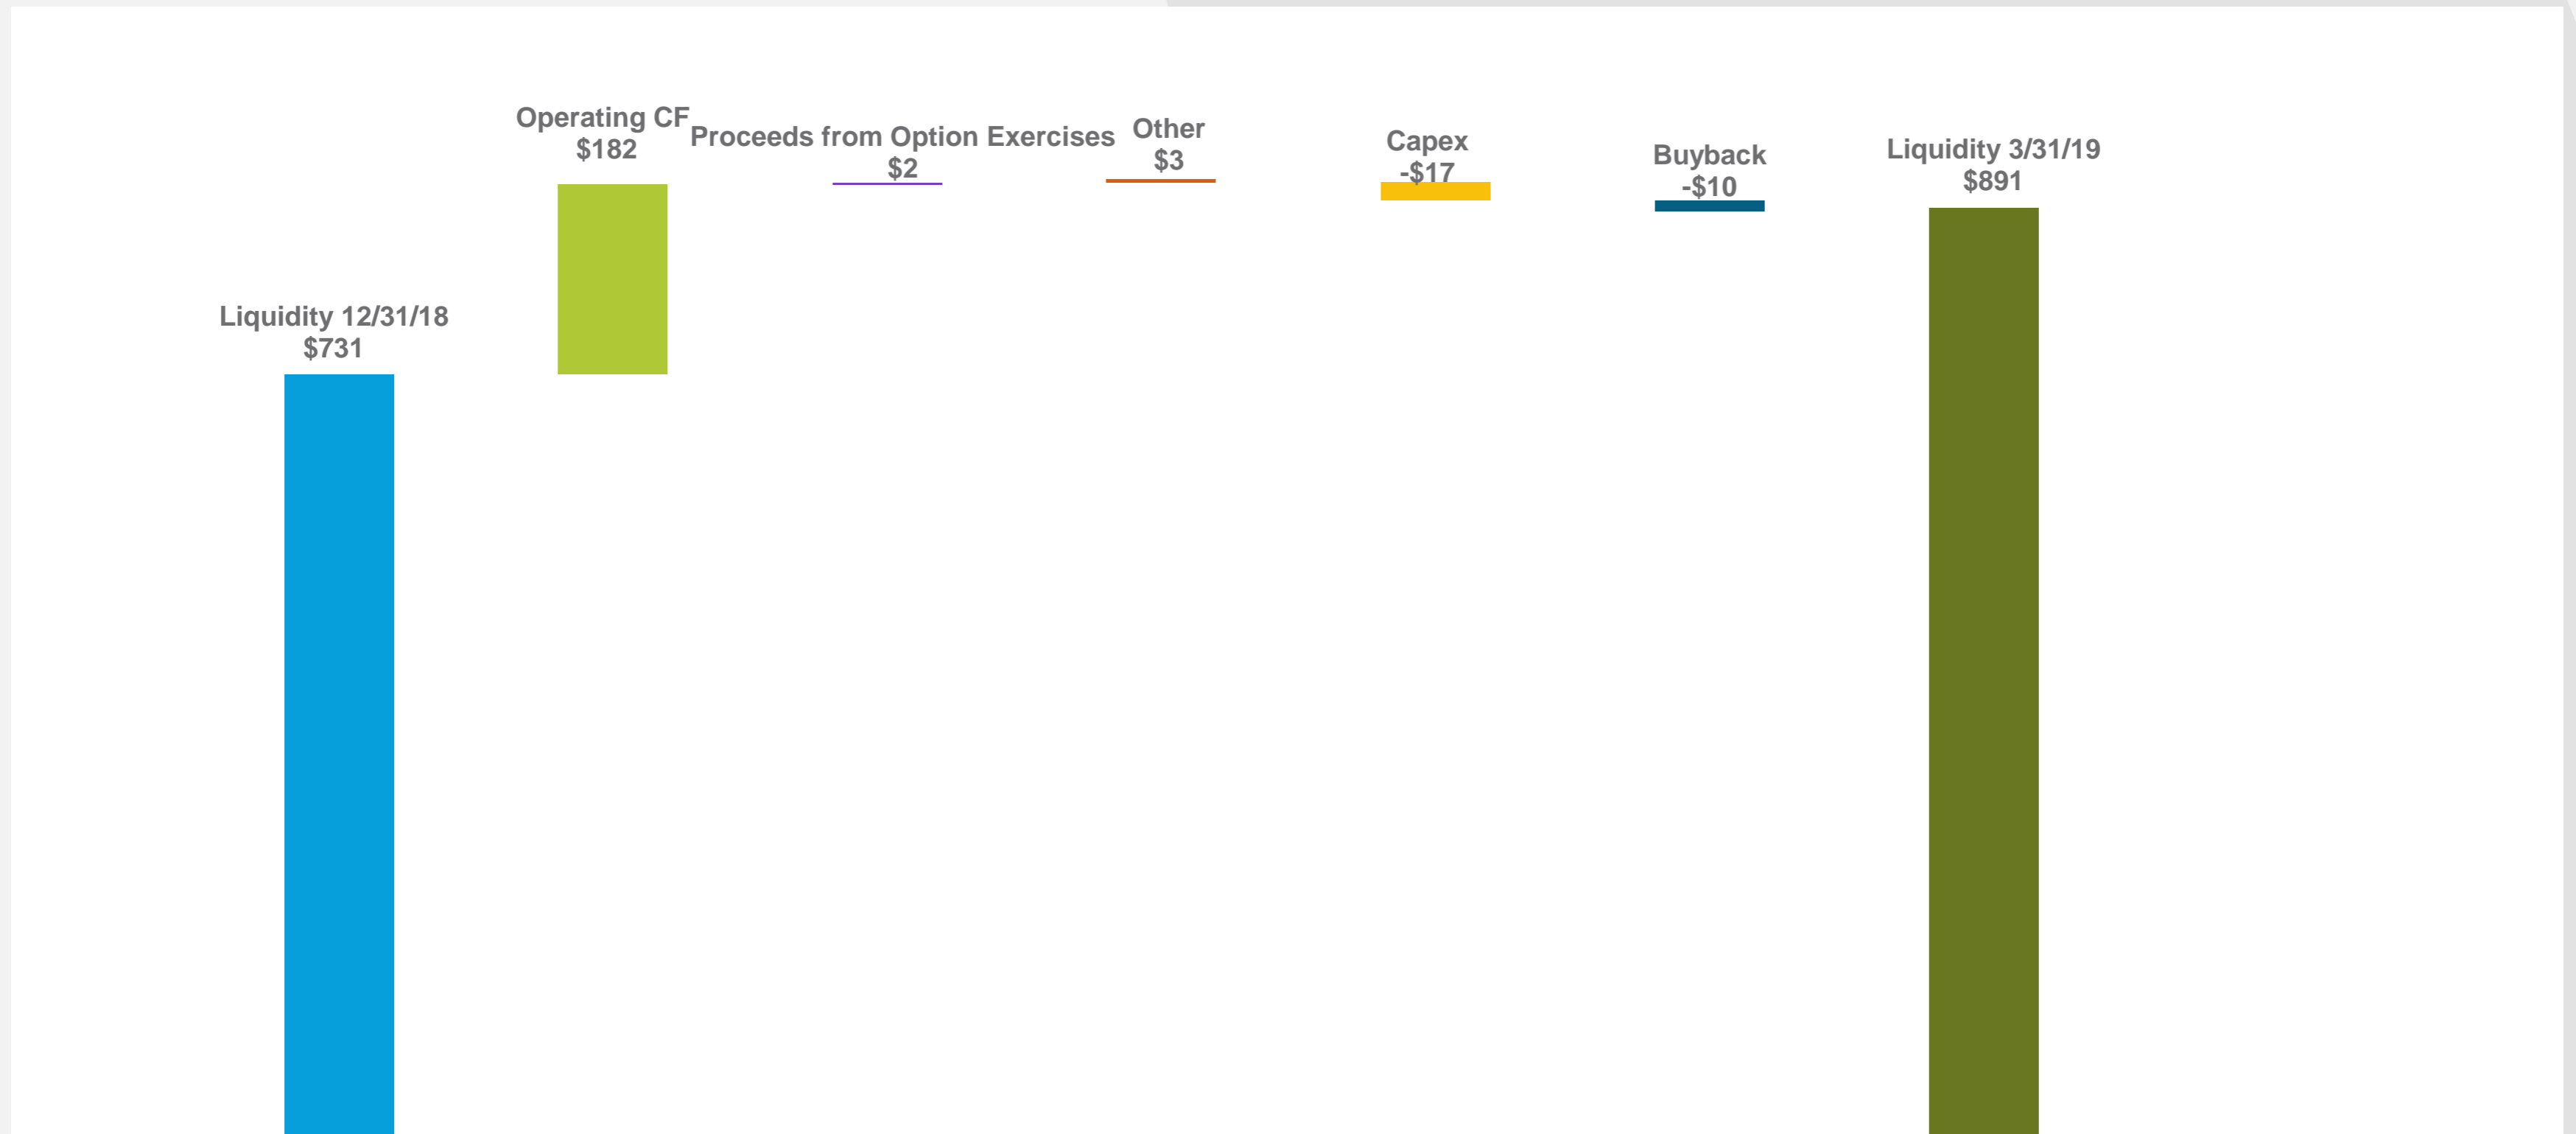 Operating CF
$182
Proceeds from Option Exercises
$2
Other
$3
Capex
-$17
Buyback
-$10
Liquidity 3/31/19
$891
Liquidity 12/31/18
$731